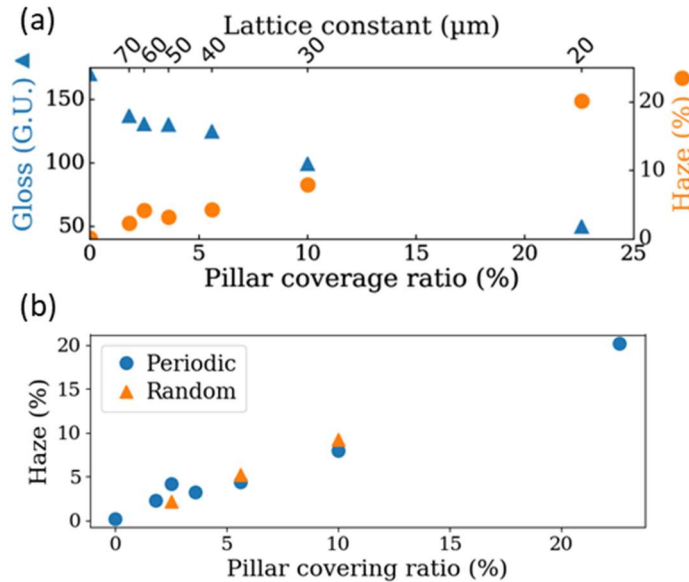 (a)
Lattice constant (µm)
70 60 50 40 30 20
Gloss (G.U.)
150
100
50
Haze (%)
20
10
0
0 5 10 15 20 25
Pillar coverage ratio (%)
(b)
Haze (%)
20
15
10
5
0
Periodic
Random
0 5 10 15 20
Pillar covering ratio (%)